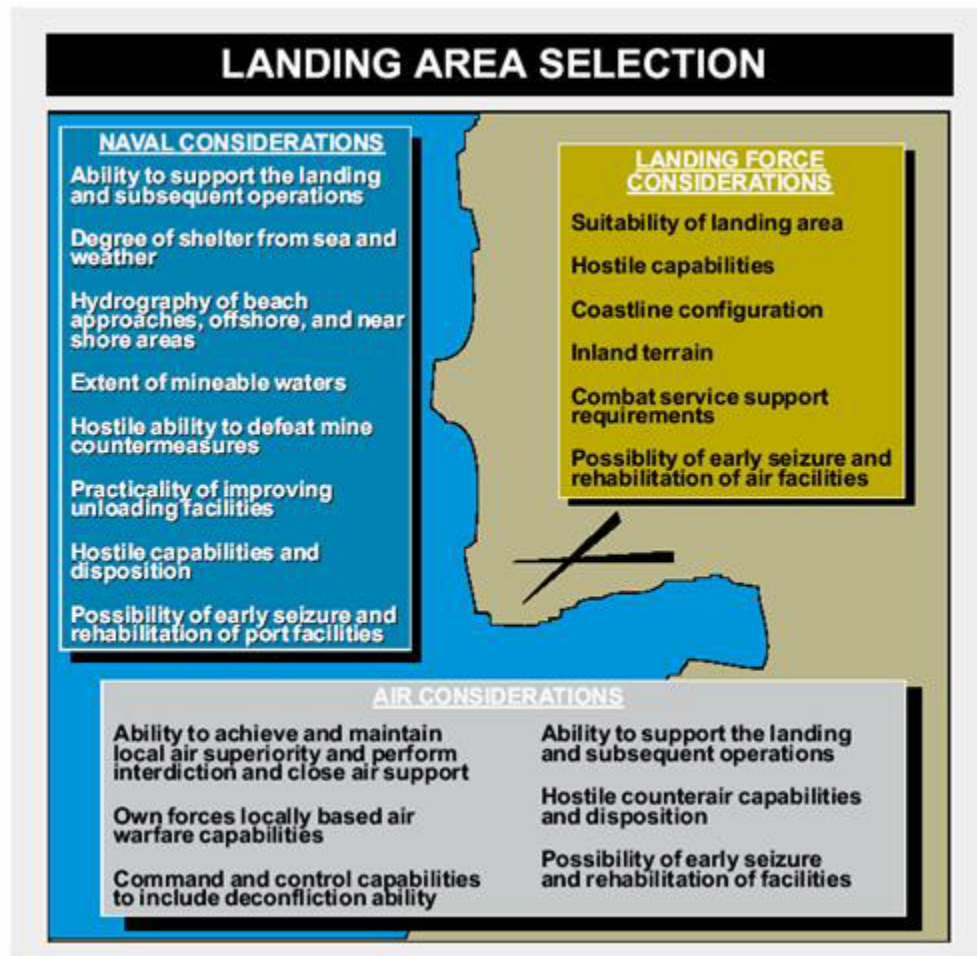 LANDING AREA SELECTION
NAVAL CONSIDERATIONS
Ability to support the landing
and subsequent operations
Degree of shelter from sea and
weather
Hydrography of beach
approaches, offshore, and near
shore areas
Extent of mineable waters
Hostile ability to defeat mine
countermeasures
Practicality of improving
unloading facilities
Hostile capabilities and
disposition
Possibility of early seizure and
rehabilitation of port facilities
LANDING FORCE
CONSIDERATIONS
Suitability of landing area
Hostile capabilities
Coastline configuration
Inland terrain
Combat service support
requirements
Possiblity of early seizure and
rehabilitation of air facilities
AIR CONSIDERATIONS
Ability to achieve and maintain
local air superiority and perform
interdiction and close air support
Own forces locally based air
warfare capabilities
Command and control capabilities
to include deconfliction ability
Ability to support the landing
and subsequent operations
Hostile counterair capabilities
and disposition
Possibility of early seizure
and rehabilitation of facilities